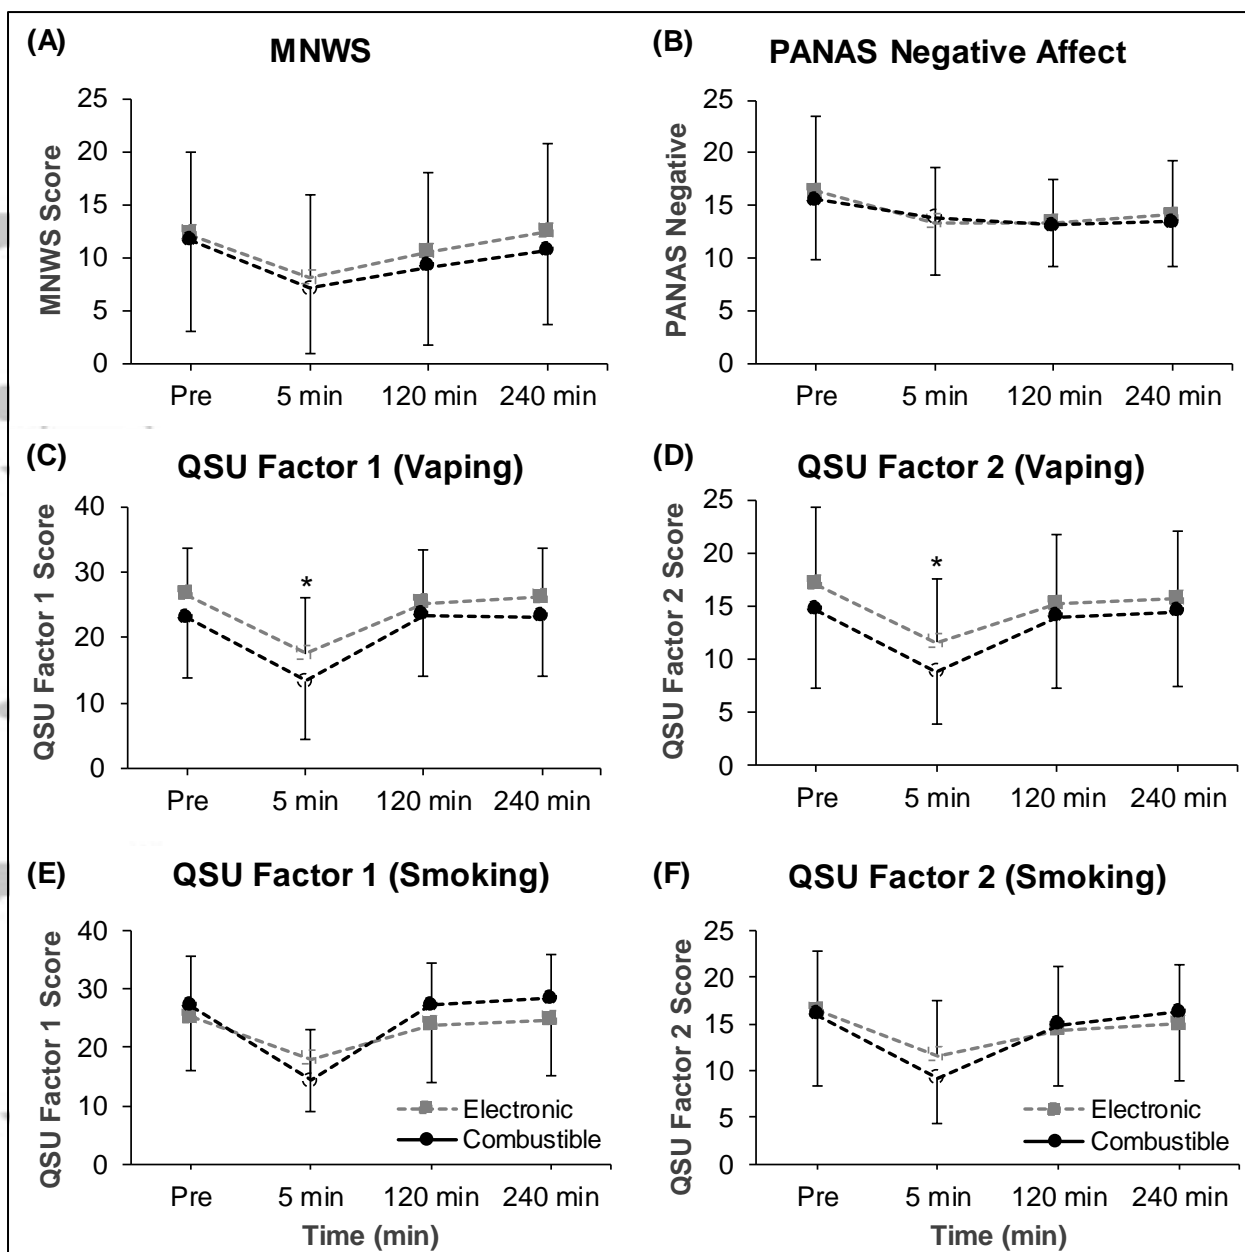 (A) MNWS
MNWS Score
25
20
15
10
5
0
Pre 5 min 120 min 240 min
(B) PANAS Negative Affect
PANAS Negative
25
20
15
10
5
0
Pre 5 min 120 min 240 min
(C) QSU Factor 1 (Vaping)
QSU Factor 1 Score
40
30
20
10
0
*
Pre 5 min 120 min 240 min
(D) QSU Factor 2 (Vaping)
QSU Factor 2 Score
25
20
15
10
5
0
*
Pre 5 min 120 min 240 min
(E) QSU Factor 1 (Smoking)
QSU Factor 1 Score
40
30
20
10
0
Electronic
Combustible
Pre 5 min 120 min 240 min
Time (min)
(F) QSU Factor 2 (Smoking)
QSU Factor 2 Score
25
20
15
10
5
0
Electronic
Combustible
Pre 5 min 120 min 240 min
Time (min)